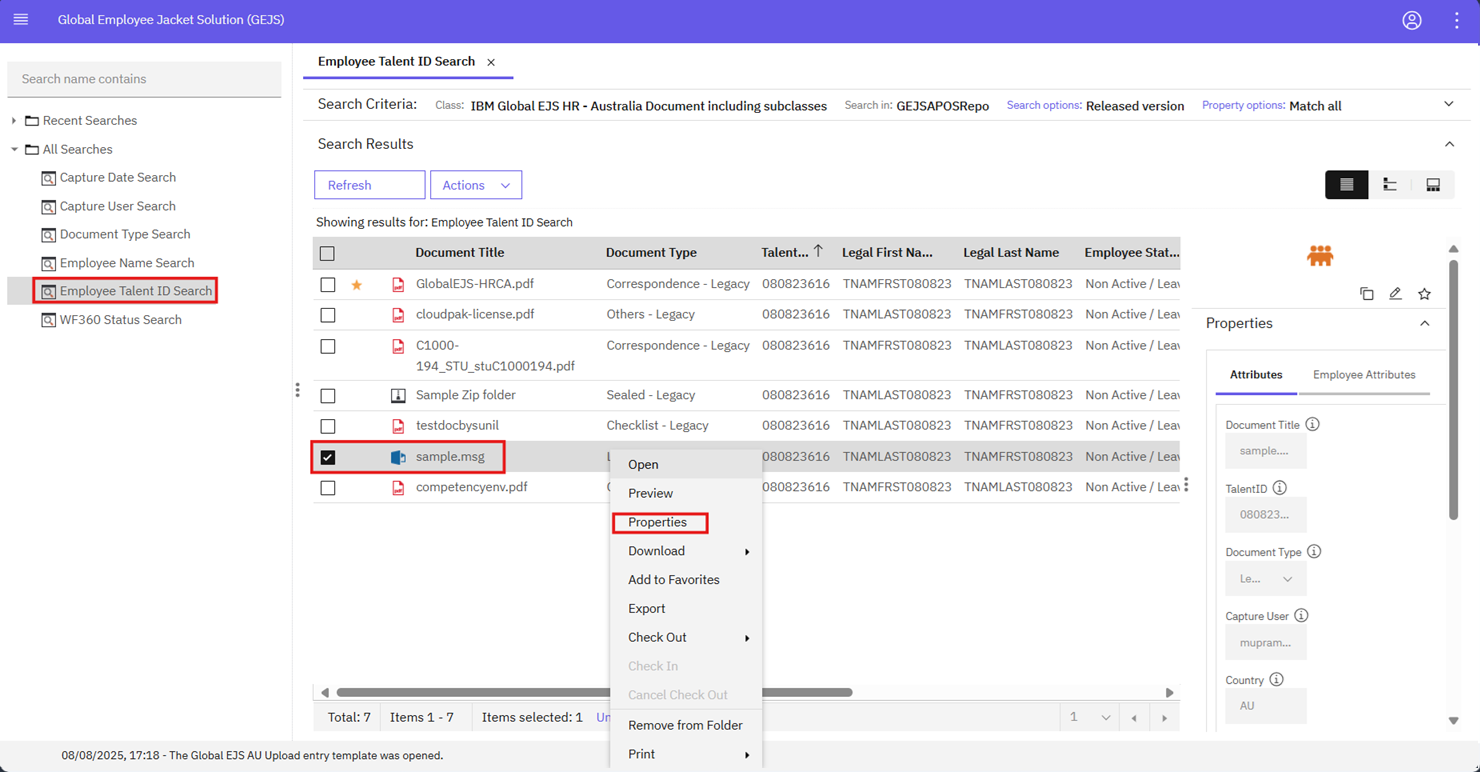 Global Employee Jacket Solution (GEJS)
Search name contains
Recent Searches
All Searches
Capture Date Search
Capture User Search
Document Type Search
Employee Name Search
Employee Talent ID Search
WF360 Status Search
Employee Talent ID Search
Search Criteria: Class: IBM Global EJS HR - Australia Document including subclasses Search in: GEJSAPOSRepo Search options: Released version Property options: Match all
Search Results
Refresh Actions
Showing results for: Employee Talent ID Search
Document Title Document Type Talent... Legal First Na... Legal Last Name Employee Stat...
GlobalEJS-HRCA.pdf Correspondence - Legacy 080823616 TNAMLAST080823 TNAMFRST080823 Non Active / Leav
cloudpak-license.pdf Others - Legacy 080823616 TNAMLAST080823 TNAMFRST080823 Non Active / Leav
C1000-
194_STU_stuC1000194.pdf Correspondence - Legacy 080823616 TNAMFRST080823 TNAMLAST080823 Non Active / Leav
Sample Zip folder Sealed - Legacy 080823616 TNAMFRST080823 TNAMLAST080823 Non Active / Leav
testdocbysunil Checklist - Legacy 080823616 TNAMFRST080823 TNAMLAST080823 Non Active / Leav
sample.msg 080823616 TNAMLAST080823 TNAMFRST080823 Non Active / Leav
competencyenv.pdf 080823616 TNAMFRST080823 TNAMLAST080823 Non Active / Leav
Open
Preview
Properties
Download
Add to Favorites
Export
Check Out
Check In
Cancel Check Out
Remove from Folder
Print
Total: 7 Items 1 - 7 Items selected: 1 Un 1
Properties
Attributes Employee Attributes
Document Title
sample....
TalentID
080823...
Document Type
Le...
Capture User
mupram...
Country
AU
08/08/2025, 17:18 - The Global EJS AU Upload entry template was opened.